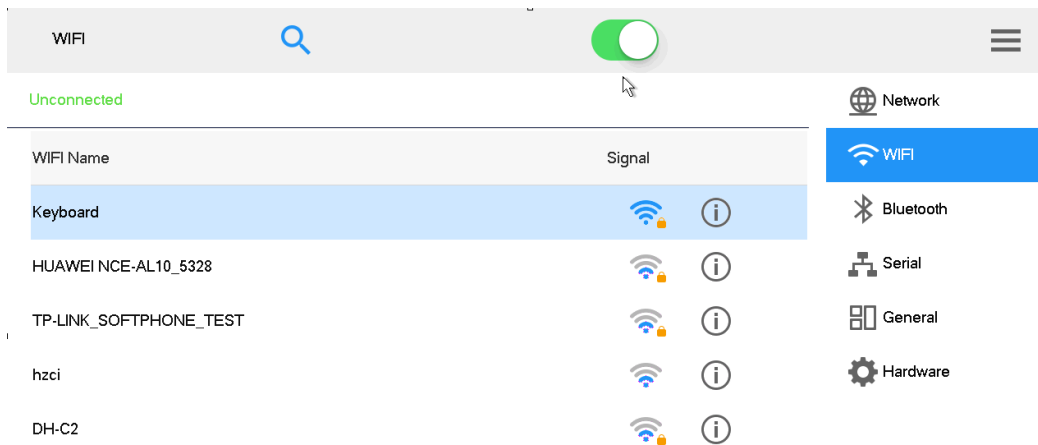 WIFI
Unconnected
WIFI Name Signal
Keyboard
HUAWEI NCE-AL10_5328
TP-LINK_SOFTPHONE_TEST
hzci
DH-C2
Network
WIFI
Bluetooth
Serial
General
Hardware